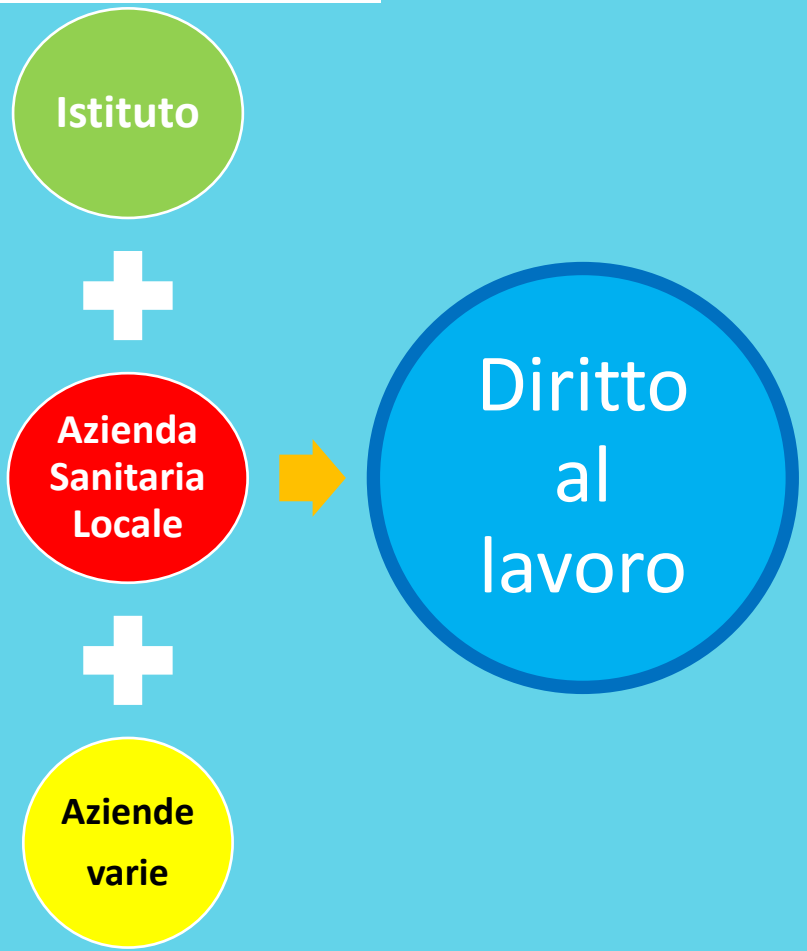 Istituto
Azienda
Sanitaria
Locale
Aziende
varie
Diritto
al
lavoro